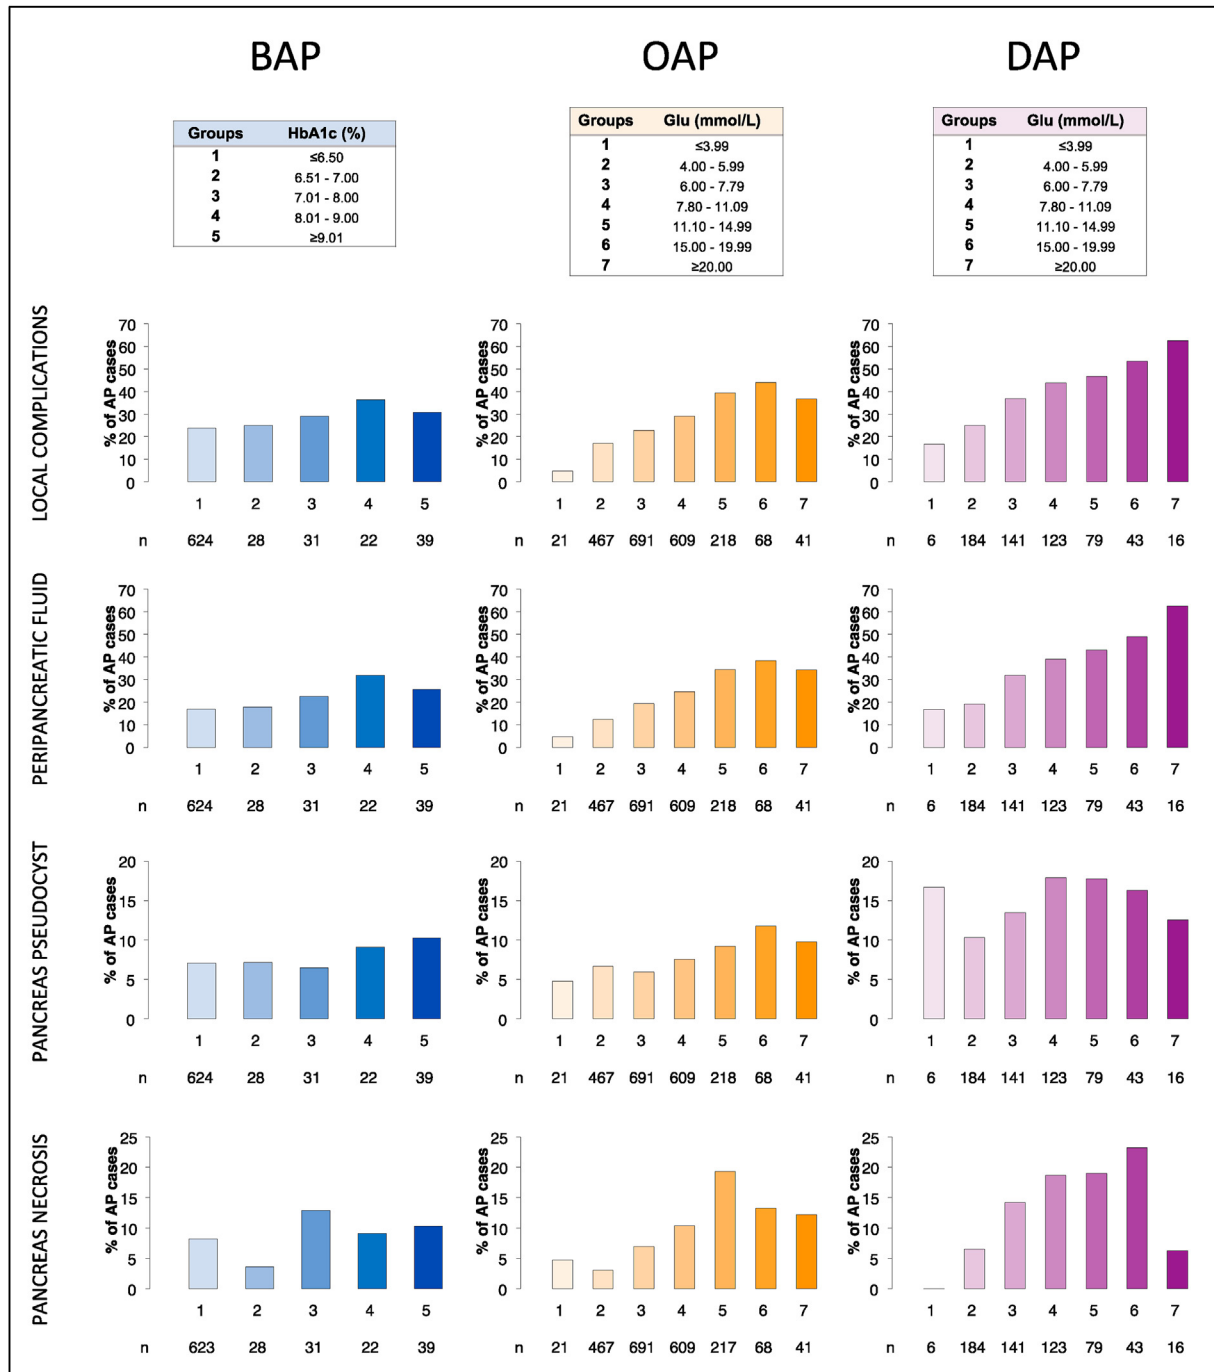 BAP
OAP
DAP
Groups HbA1c (%)
1 ≤6.50
2 6.51 - 7.00
3 7.01 - 8.00
4 8.01 - 9.00
5 ≥9.01
Groups Glu (mmol/L)
1 ≤3.99
2 4.00 - 5.99
3 6.00 - 7.79
4 7.80 - 11.09
5 11.10 - 14.99
6 15.00 - 19.99
7 ≥20.00
Groups Glu (mmol/L)
1 ≤3.99
2 4.00 - 5.99
3 6.00 - 7.79
4 7.80 - 11.09
5 11.10 - 14.99
6 15.00 - 19.99
7 ≥20.00
LOCAL COMPLICATIONS
% of AP cases
70
60
50
40
30
20
10
0
1 2 3 4 5
n 624 28 31 22 39
% of AP cases
70
60
50
40
30
20
10
0
1 2 3 4 5 6 7
n 21 467 691 609 218 68 41
% of AP cases
70
60
50
40
30
20
10
0
1 2 3 4 5 6 7
n 6 184 141 123 79 43 16
PERIPANCREATIC FLUID
% of AP cases
70
60
50
40
30
20
10
0
1 2 3 4 5
n 624 28 31 22 39
% of AP cases
70
60
50
40
30
20
10
0
1 2 3 4 5 6 7
n 21 467 691 609 218 68 41
% of AP cases
70
60
50
40
30
20
10
0
1 2 3 4 5 6 7
n 6 184 141 123 79 43 16
PANCREAS PSEUDOCYST
% of AP cases
20
15
10
5
0
1 2 3 4 5
n 624 28 31 22 39
% of AP cases
20
15
10
5
0
1 2 3 4 5 6 7
n 21 467 691 609 218 68 41
% of AP cases
20
15
10
5
0
1 2 3 4 5 6 7
n 6 184 141 123 79 43 16
PANCREAS NECROSIS
% of AP cases
25
20
15
10
5
0
1 2 3 4 5
n 623 28 31 22 39
% of AP cases
25
20
15
10
5
0
1 2 3 4 5 6 7
n 21 467 691 609 217 68 41
% of AP cases
25
20
15
10
5
0
1 2 3 4 5 6 7
n 6 184 141 123 79 43 16